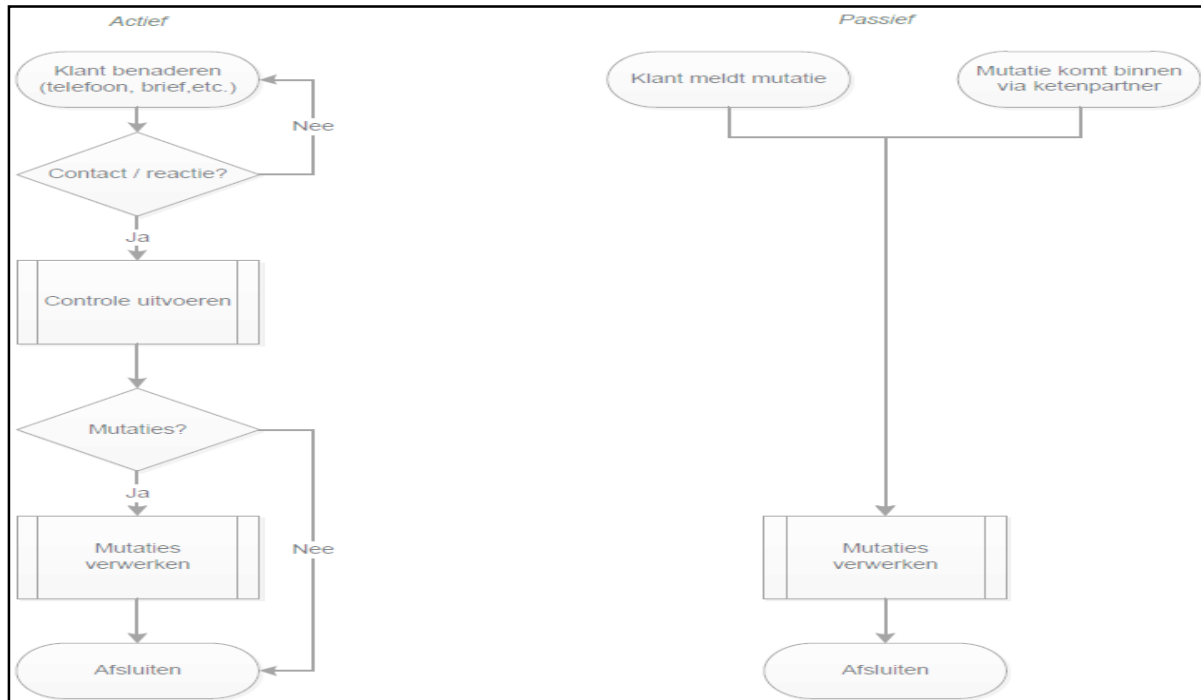 Actief
Klant benaderen
(telefoon, brief,etc.)
Nee
Contact / reactie?
Ja
Controle uitvoeren
Mutaties?
Ja
Mutaties
verwerken
Nee
Afsluiten
Passief
Klant meldt mutatie
Mutatie komt binnen
via ketenpartner
Mutaties
verwerken
Afsluiten